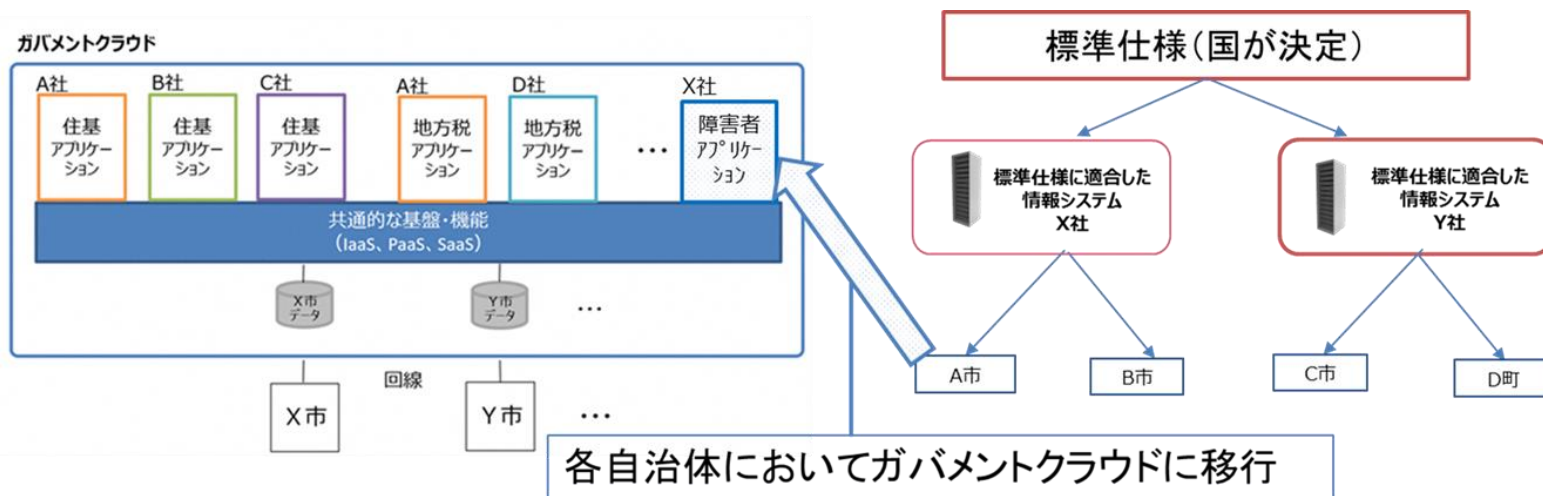 ガバメントクラウド
A社
住基
アプリケー
ション
B社
住基
アプリケー
ション
C社
住基
アプリケー
ション
A社
地方税
アプリケー
ション
D社
地方税
アプリケー
ション
…
X社
障害者
アプリケー
ション
共通的な基盤・機能
（IaaS、PaaS、SaaS）
X市
データ
Y市
データ
…
回線
X市
Y市
…
標準仕様（国が決定）
標準仕様に適合した
情報システム
X社
標準仕様に適合した
情報システム
Y社
A市
B市
C市
D町
各自治体においてガバメントクラウドに移行